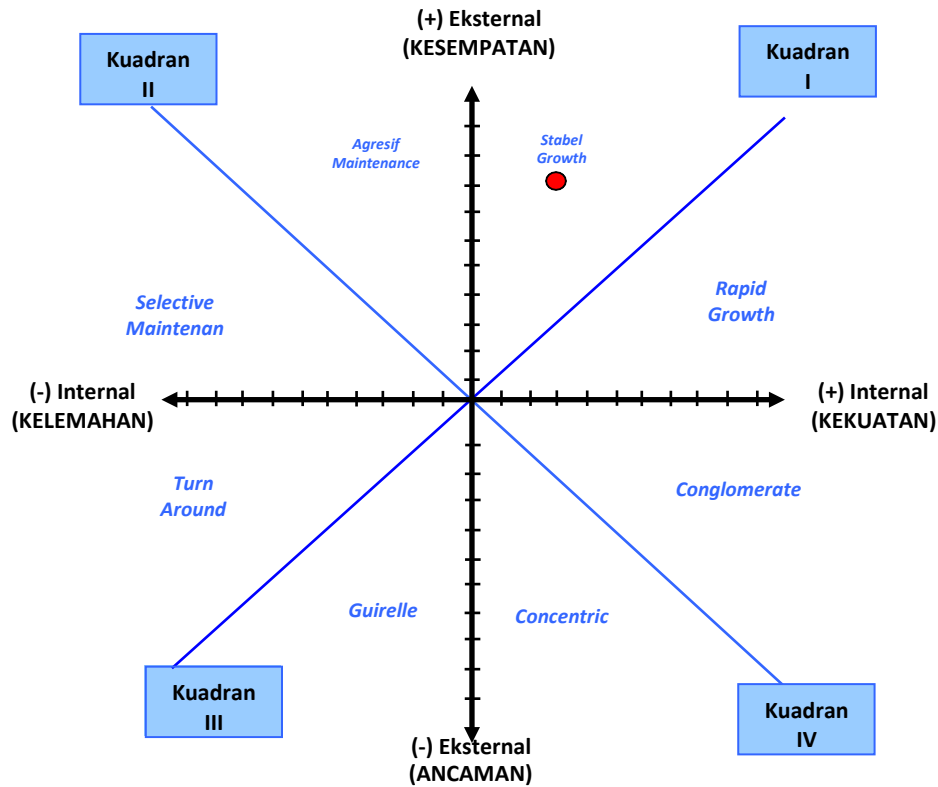 (+) Eksternal
(KESEMPATAN)
Kuadran
II
Kuadran
I
Agresif
Maintenance
Stabel
Growth
Selective
Maintenan
Rapid
Growth
(-) Internal
(KELEMAHAN)
(+) Internal
(KEKUATAN)
Turn
Around
Conglomerate
Guirelle
Concentric
Kuadran
III
Kuadran
IV
(-) Eksternal
(ANCAMAN)